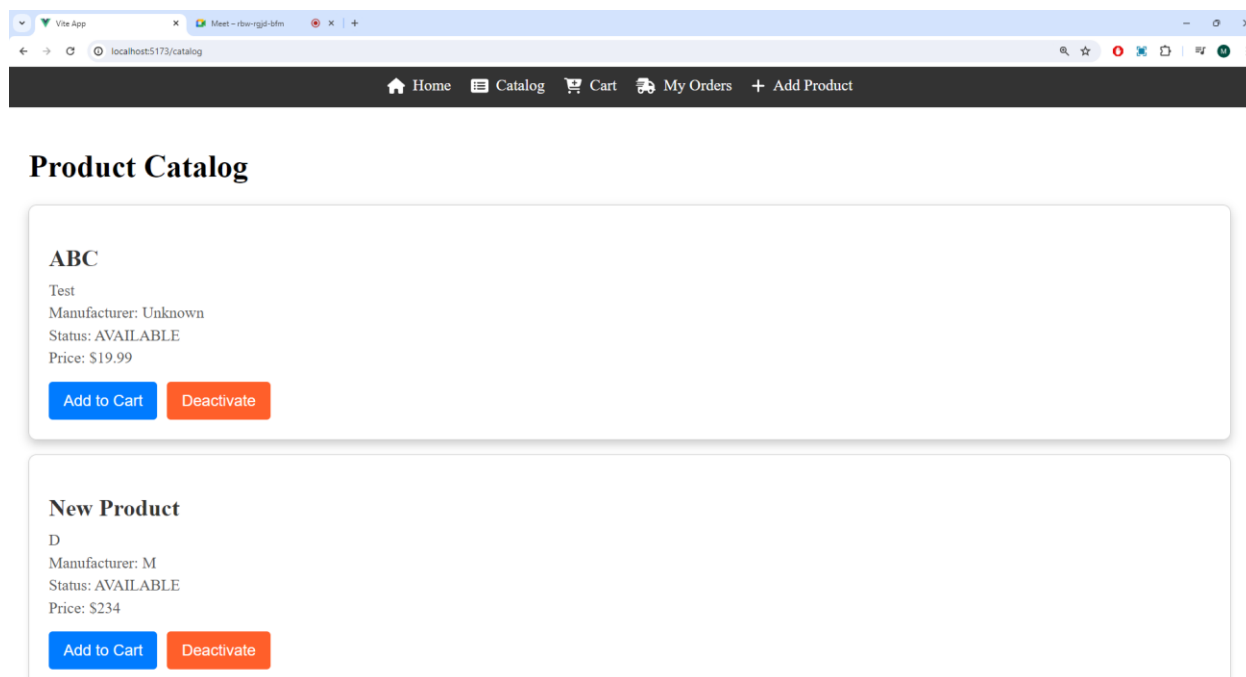 Vite App
Meet – rbw-rgjd-bfm
localhost:5173/catalog
M
Home Catalog Cart My Orders Add Product
Product Catalog
ABC
Test
Manufacturer: Unknown
Status: AVAILABLE
Price: $19.99
Add to Cart Deactivate
New Product
D
Manufacturer: M
Status: AVAILABLE
Price: $234
Add to Cart Deactivate